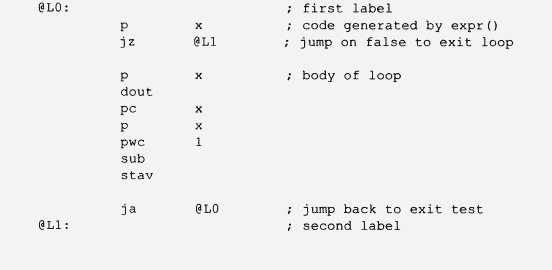 @L0:                    ; first label
          p       x     ; code generated by expr()
          jz      @L1   ; jump on false to exit loop

          p       x     ; body of loop
          dout
          pc      x
          p       x
          pwc     1
          sub
          stav

          ja      @L0   ; jump back to exit test
@L1:                    ; second label